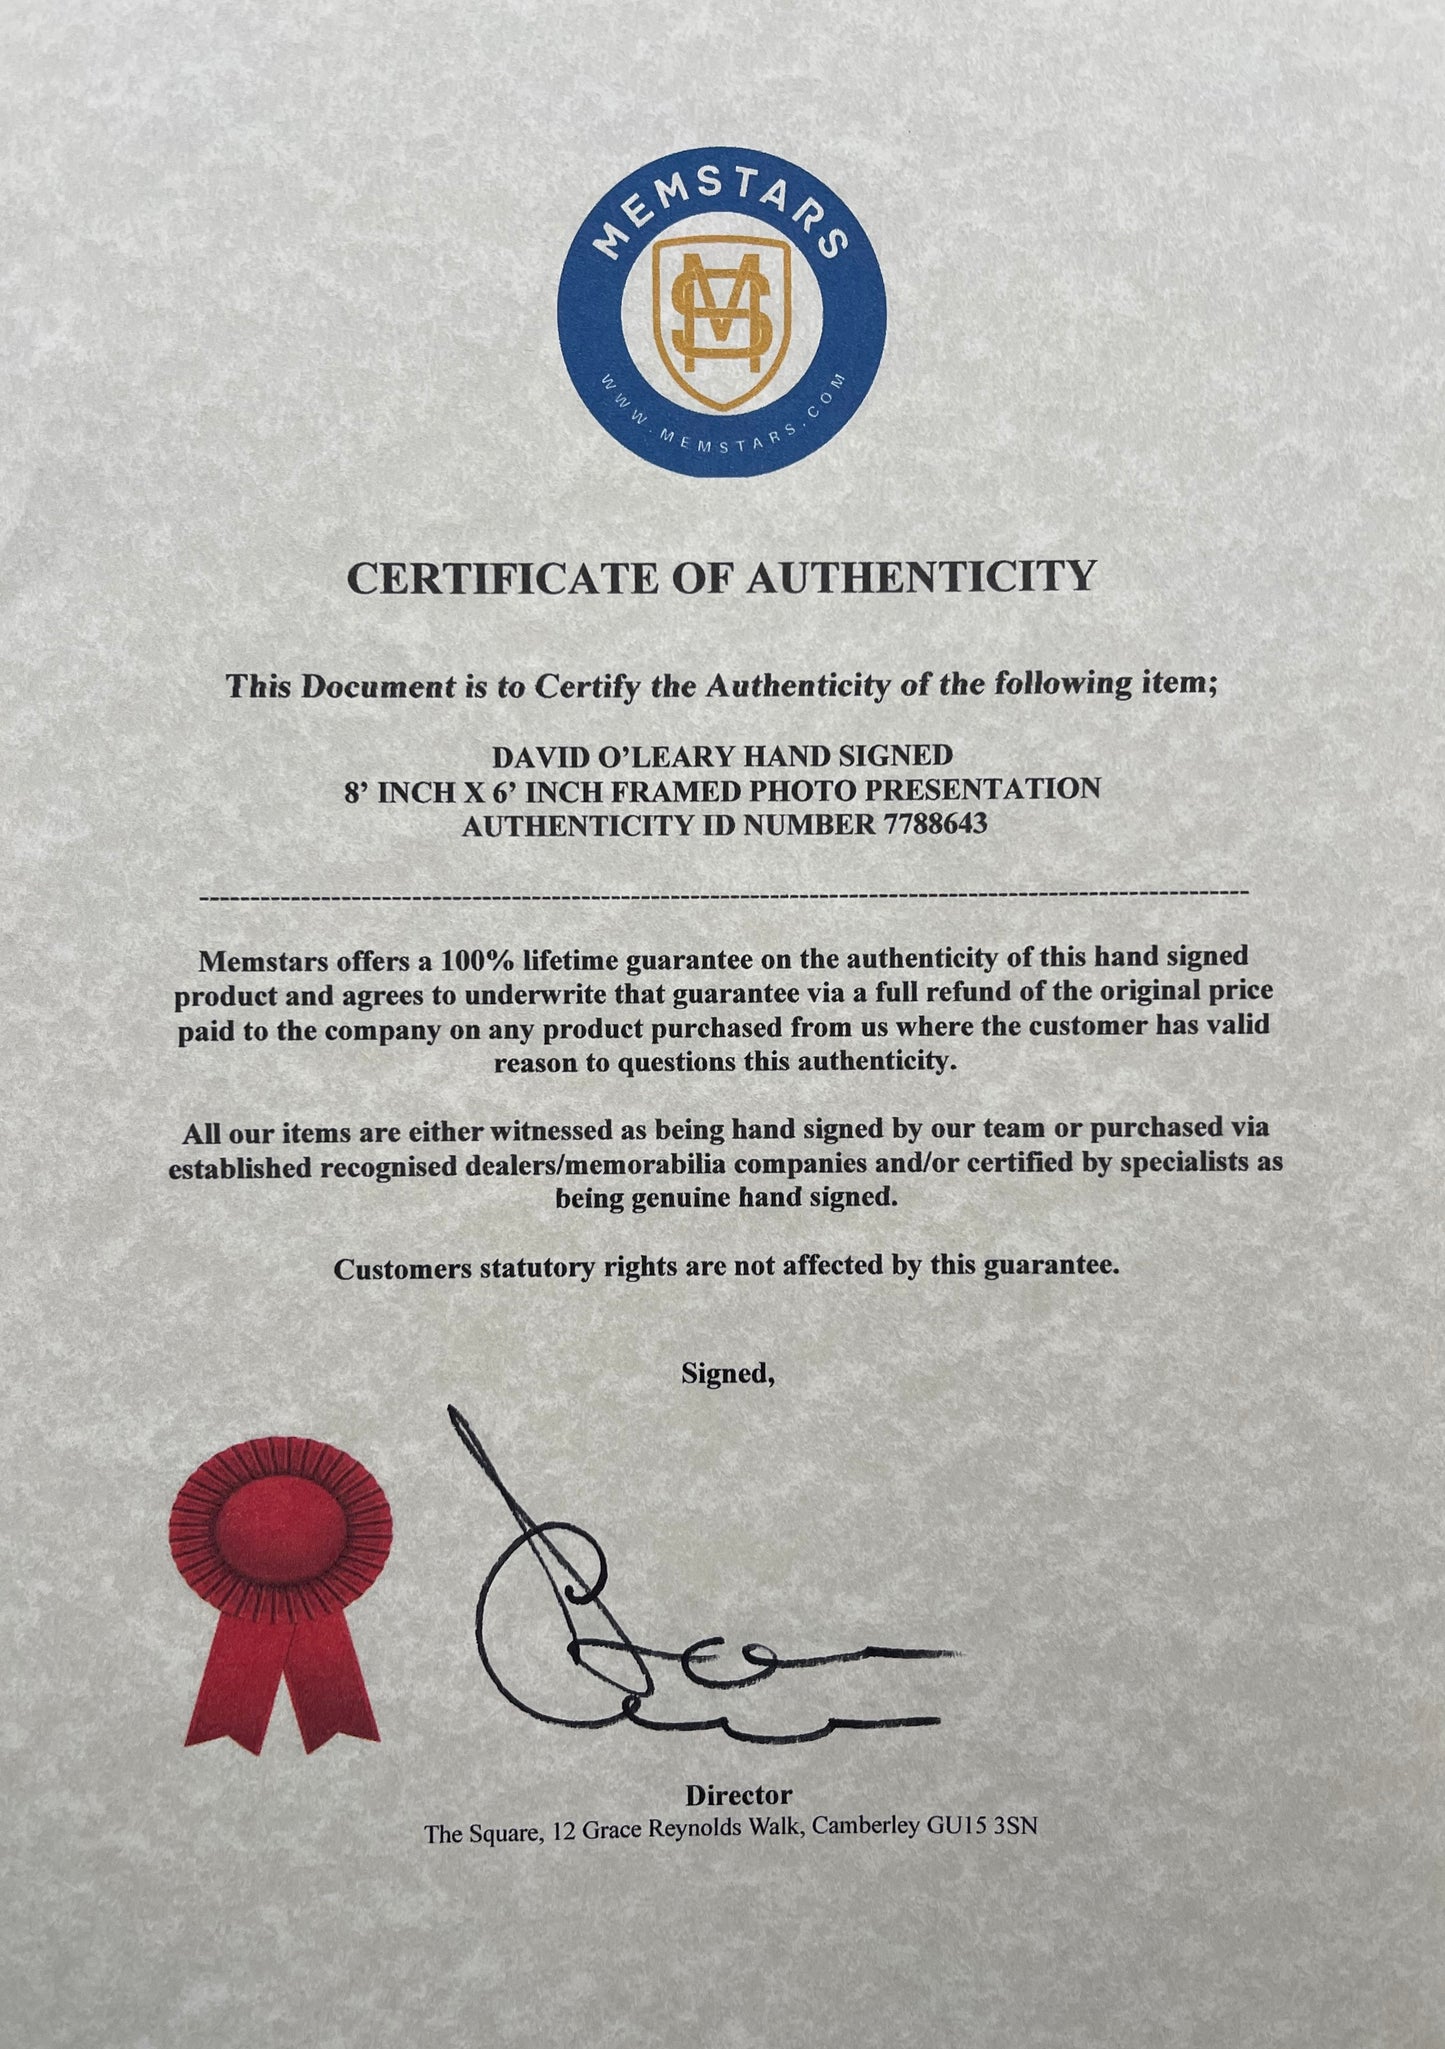 MEMSTARS
WWW.MEMSTARS.COM
CERTIFICATE OF AUTHENTICITY
This Document is to Certify the Authenticity of the following item;
DAVID O’LEARY HAND SIGNED
8’ INCH X 6’ INCH FRAMED PHOTO PRESENTATION
AUTHENTICITY ID NUMBER 7788643
Memstars offers a 100% lifetime guarantee on the authenticity of this hand signed
product and agrees to underwrite that guarantee via a full refund of the original price
paid to the company on any product purchased from us where the customer has valid
reason to questions this authenticity.
All our items are either witnessed as being hand signed by our team or purchased via
established recognised dealers/memorabilia companies and/or certified by specialists as
being genuine hand signed.
Customers statutory rights are not affected by this guarantee.
Signed,
Director
The Square, 12 Grace Reynolds Walk, Camberley GU15 3SN